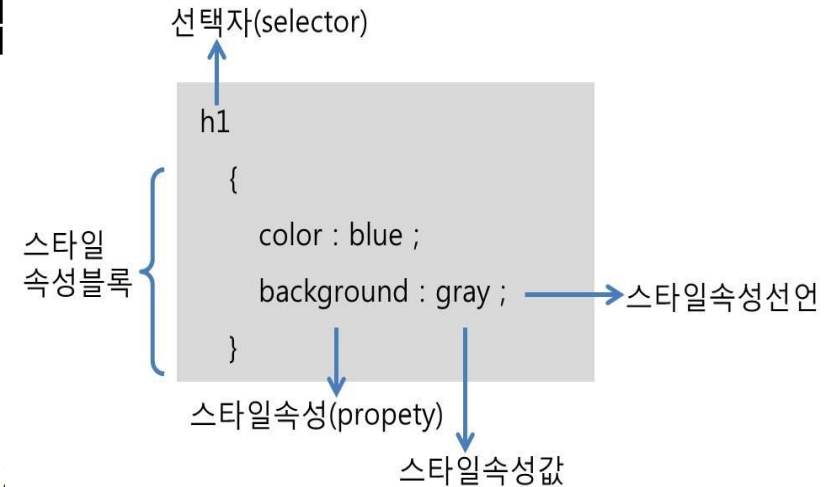 선택자(selector)
h1
{
color : blue ;
스타일
속성블록
background : gray ;
스타일속성선언
}
스타일속성(propety)
스타일속성값